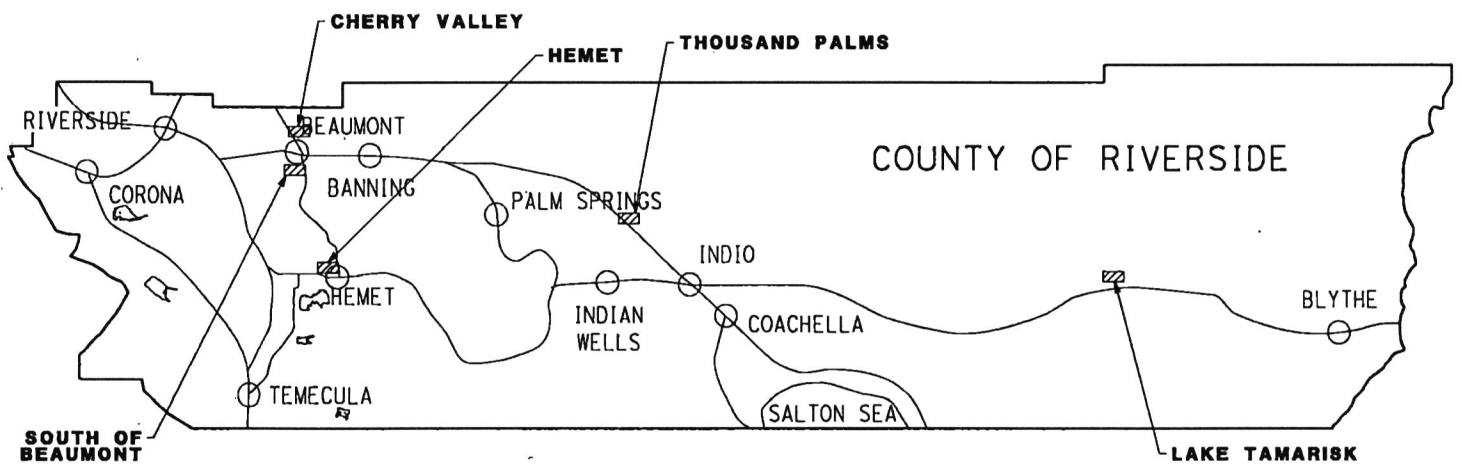 CHERRY VALLEY
HEMET
THOUSAND PALMS
RIVERSIDE
BEAUMONT
COUNTY OF RIVERSIDE
BANNING
CORONA
PALM SPRINGS
INDIO
HEMET
BLYTHE
INDIAN
WELLS
COACHELLA
TEMECULA
SALTON SEA
SOUTH OF
BEAUMONT
LAKE TAMARISK